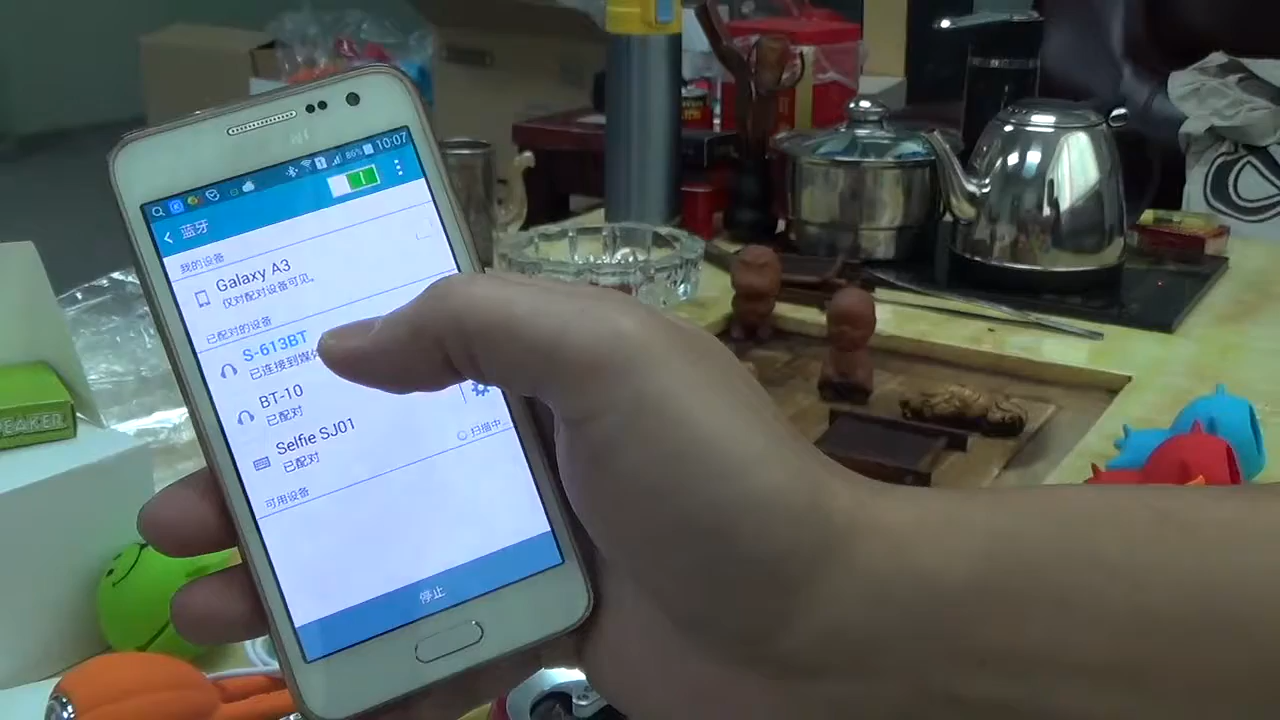 86% 10:07
蓝牙
我的设备
Galaxy A3
仅对配对设备可见。
已配对的设备
S-613BT
已连接到媒体
BT-10
已配对
Selfie SJ01
已配对
扫描中...
可用设备
停止
PEAKER